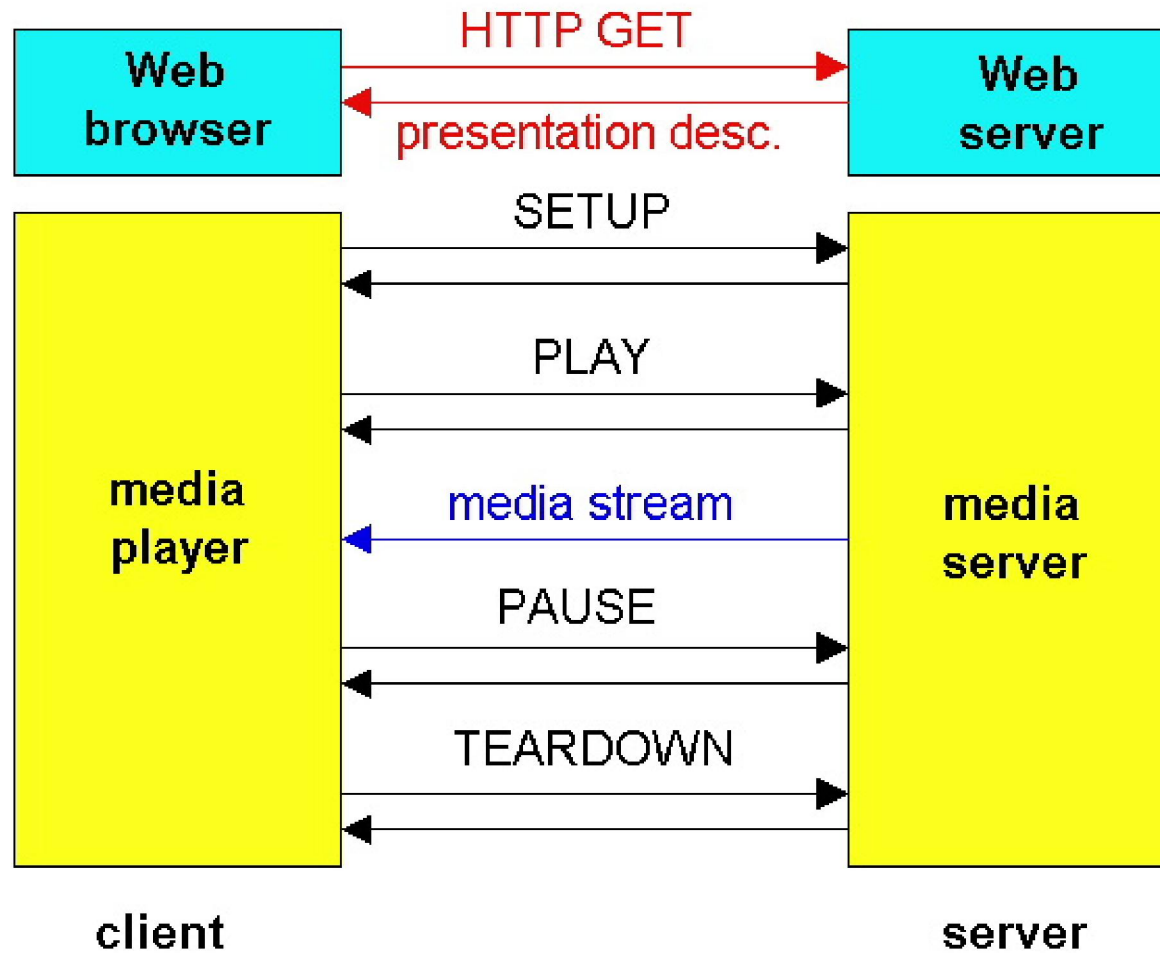 HTTP GET
Web
browser
Web
server
presentation desc.
SETUP
PLAY
media
player
media stream
media
server
PAUSE
TEARDOWN
client
server